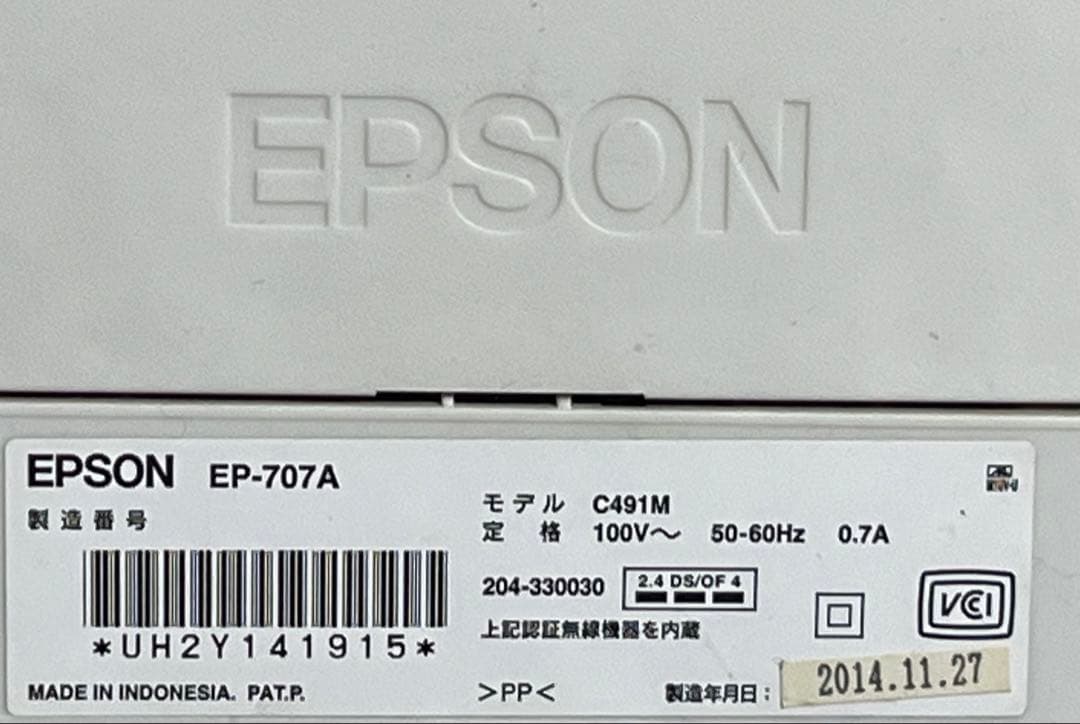 EPSON
EPSON EP-707A
製造番号
*UH2Y141915*
MADE IN INDONESIA. PAT.P.
モデル C491M
定格 100V～ 50-60Hz 0.7A
204-330030 2.4 DS/OF 4
上記認証無線機器を内蔵
>PP<
VCI
製造年月日: 2014.11.27